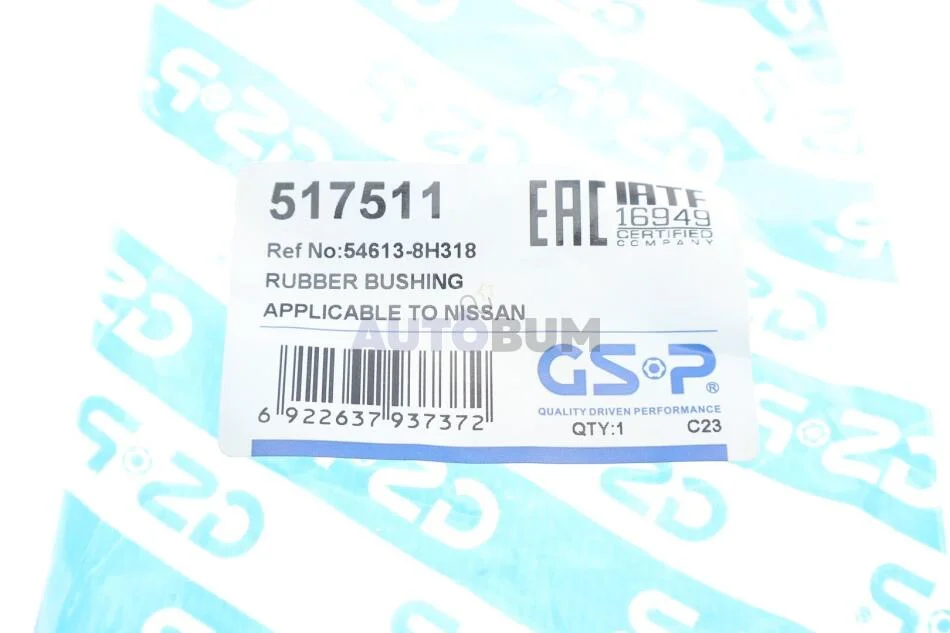 517511
EAC
IATF
16949
CERTIFIED
COMPANY
Ref No:54613-8H318
RUBBER BUSHING
APPLICABLE TO NISSAN
AUTOBUM
6 922637 937372
GSP®
QUALITY DRIVEN PERFORMANCE
QTY:1 C23